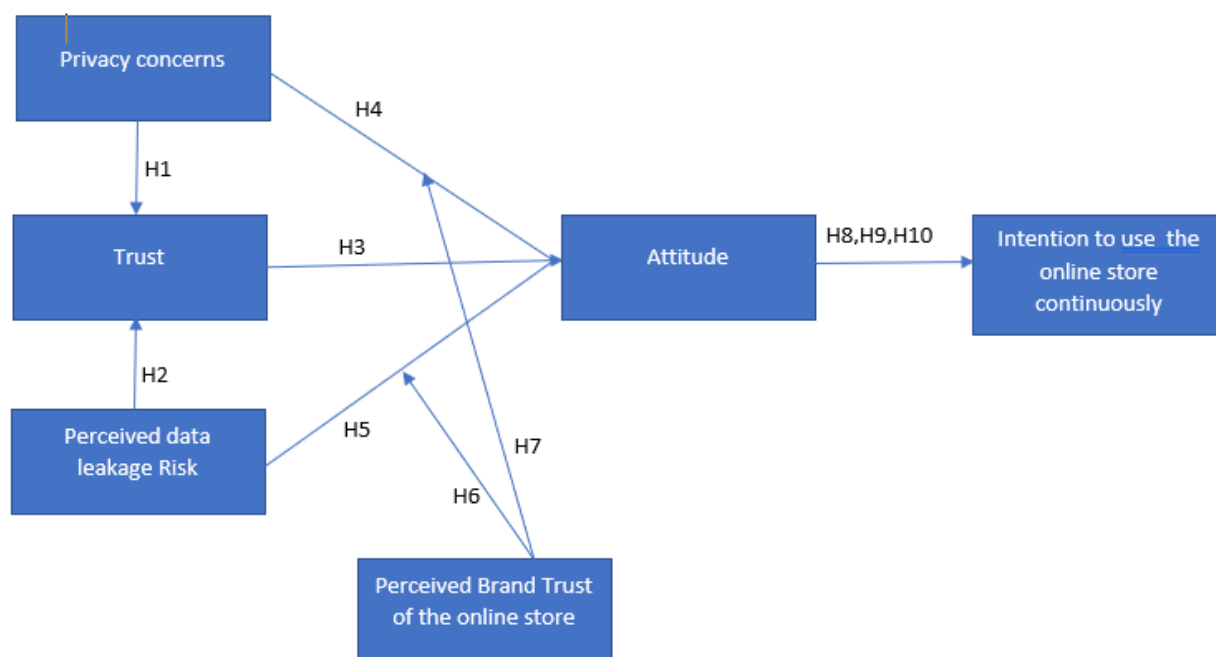 Privacy concerns
H4
H1
Trust
H3
Attitude
H8,H9,H10
Intention to use the
online store
continuously
H2
Perceived data
leakage Risk
H5
H7
H6
Perceived Brand Trust
of the online store